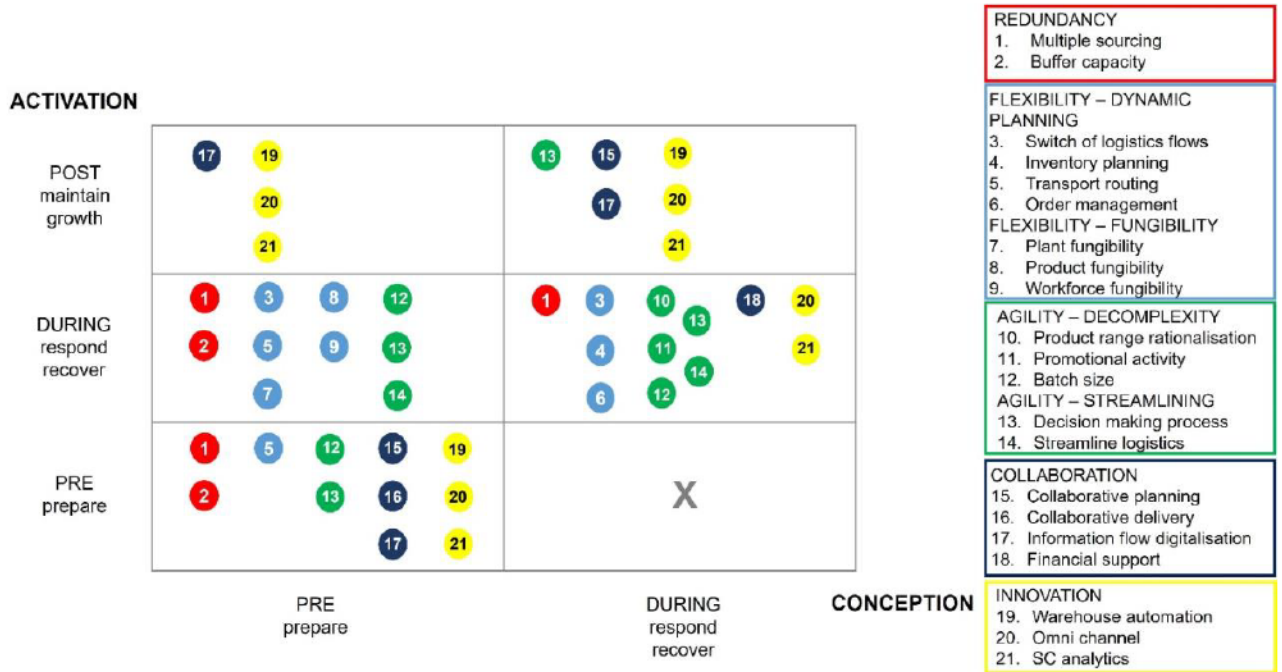 ACTIVATION
POST
maintain
growth
17 19
20
21
13 15 19
17 20
21
DURING
respond
recover
1 3 8 12
2 5 9 13
7 14
1 3 10 18 20
13
4 11 21
14
6 12
PRE
prepare
1 5 12 15 19
2 13 16 20
17 21
X
PRE
prepare
DURING
respond
recover
CONCEPTION
REDUNDANCY
1. Multiple sourcing
2. Buffer capacity
FLEXIBILITY – DYNAMIC
PLANNING
3. Switch of logistics flows
4. Inventory planning
5. Transport routing
6. Order management
FLEXIBILITY – FUNGIBILITY
7. Plant fungibility
8. Product fungibility
9. Workforce fungibility
AGILITY – DECOMPLEXITY
10. Product range rationalisation
11. Promotional activity
12. Batch size
AGILITY – STREAMLINING
13. Decision making process
14. Streamline logistics
COLLABORATION
15. Collaborative planning
16. Collaborative delivery
17. Information flow digitalisation
18. Financial support
INNOVATION
19. Warehouse automation
20. Omni channel
21. SC analytics